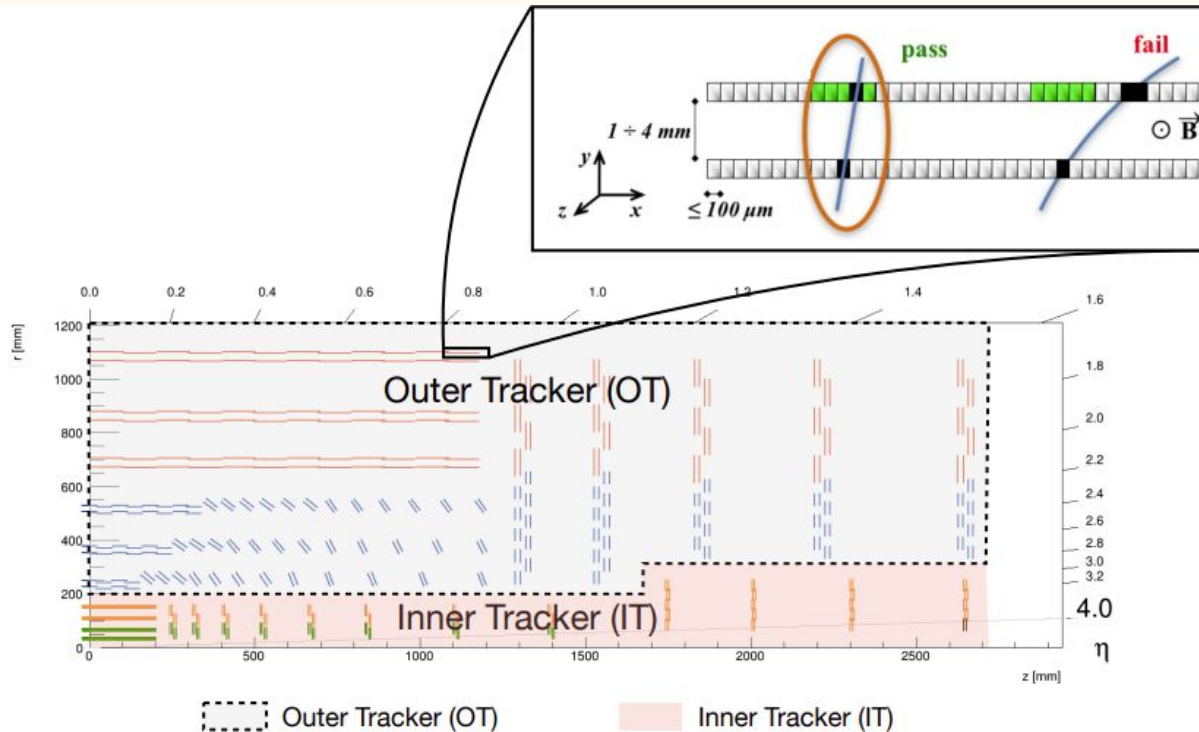 pass
fail
1 ÷ 4 mm
⊙ B
y
z
x
≤ 100 μm
0.0 0.2 0.4 0.6 0.8 1.0 1.2 1.4 1.6
r [mm]
1200
1000
800
600
400
200
0
1.8
2.0
2.2
2.4
2.6
2.8
3.0
3.2
4.0
η
Outer Tracker (OT)
Inner Tracker (IT)
0 500 1000 1500 2000 2500
z [mm]
Outer Tracker (OT) Inner Tracker (IT)